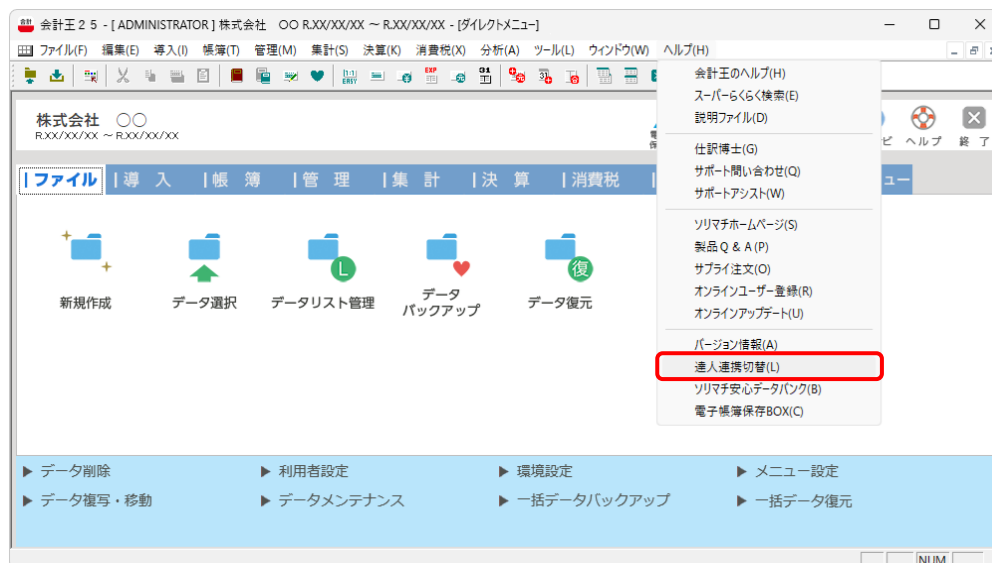 会計王25 - [ ADMINISTRATOR ] 株式会社 ○○ R.XX/XX/XX ～ R.XX/XX/XX - [ダイレクトメニュー]
ファイル(F) 編集(E) 導入(I) 帳簿(T) 管理(M) 集計(S) 決算(K) 消費税(X) 分析(A) ツール(L) ウィンドウ(W) ヘルプ(H)
株式会社 ○○
R.XX/XX/XX ～ R.XX/XX/XX
ビ ヘルプ 終 了
|ファイル |導 入 |帳 簿 |管 理 |集 計 |決 算 |消費税 | ュー
新規作成
データ選択
データリスト管理
データ
バックアップ
データ復元
会計王のヘルプ(H)
スーパーらくらく検索(E)
説明ファイル(D)
仕訳博士(G)
サポート問い合わせ(Q)
サポートアシスト(W)
ソリマチホームページ(S)
製品Q & A(P)
サプライ注文(O)
オンラインユーザー登録(R)
オンラインアップデート(U)
バージョン情報(A)
達人連携切替(L)
ソリマチ安心データバンク(B)
電子帳簿保存BOX(C)
▶ データ削除 ▶ 利用者設定 ▶ 環境設定 ▶ メニュー設定
▶ データ複写・移動 ▶ データメンテナンス ▶ 一括データバックアップ ▶ 一括データ復元
NUM